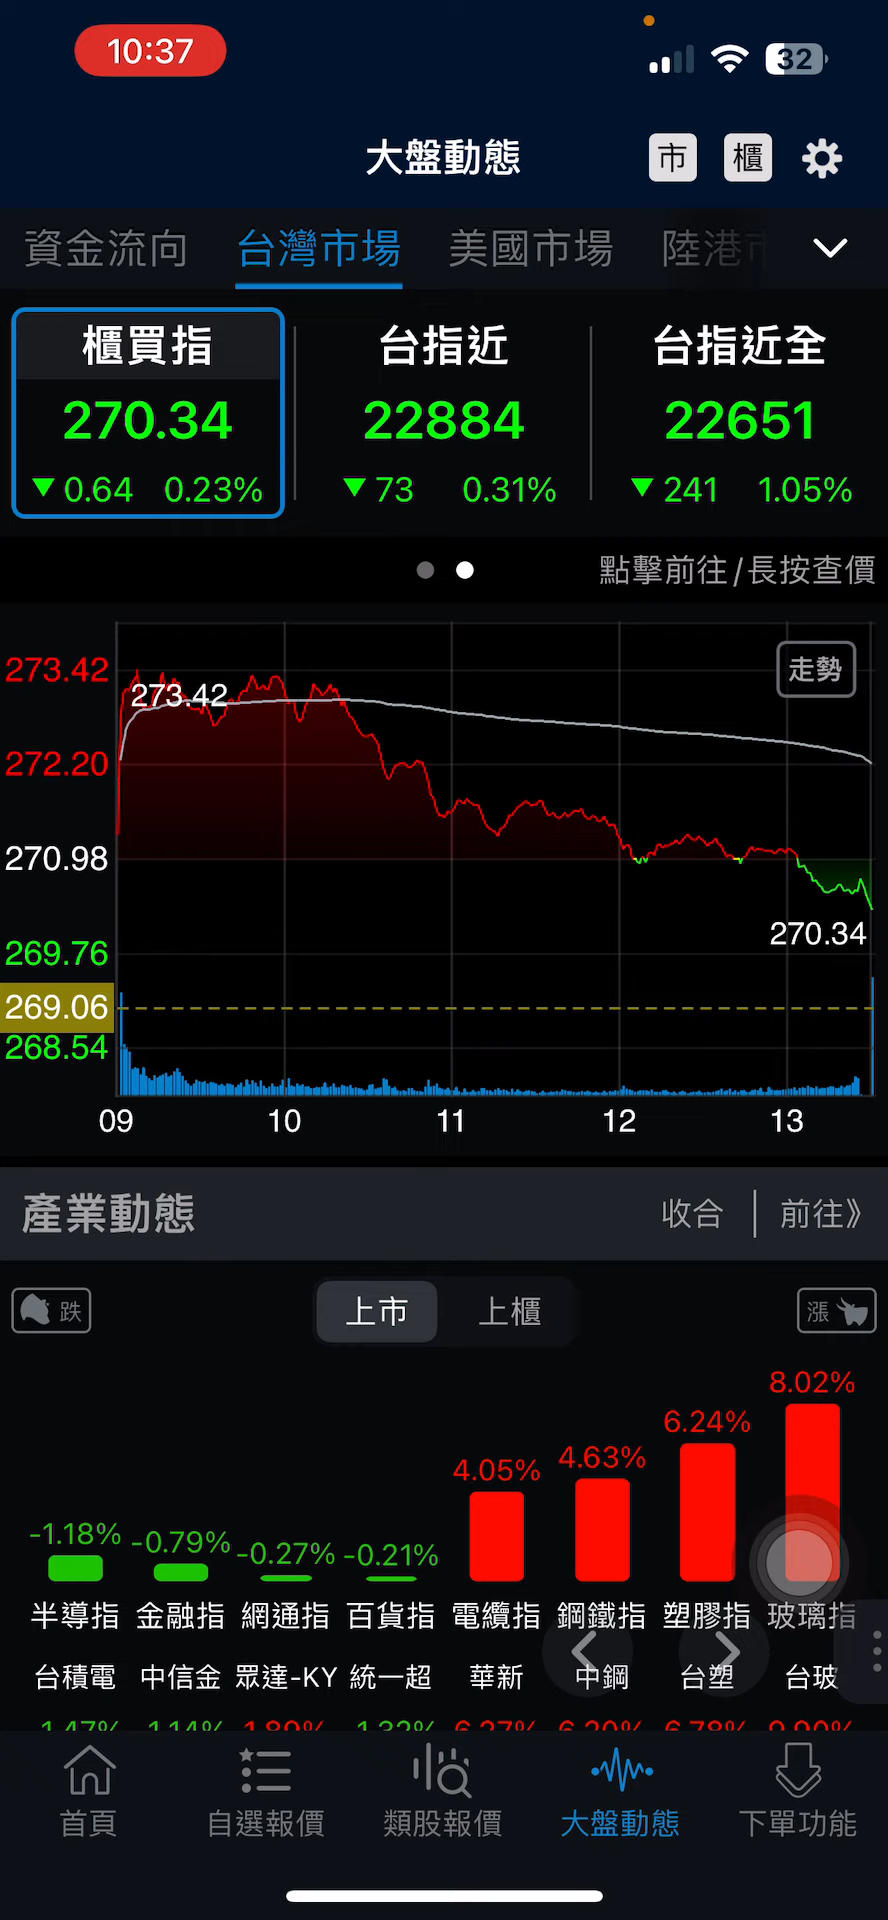 10:37
32
大盤動態
市 櫃
資金流向 台灣市場 美國市場 陸港
櫃買指 台指近 台指近全
270.34 22884 22651
▼0.64 0.23% ▼73 0.31% ▼241 1.05%
點擊前往/長按查價
走勢
273.42
273.42
272.20
270.98
270.34
269.76
269.06
268.54
09 10 11 12 13
產業動態 收合 前往》
跌 上市 上櫃 漲
8.02%
6.24%
4.63%
4.05%
-1.18% -0.79% -0.27% -0.21%
半導指 金融指 網通指 百貨指 電纜指 鋼鐵指 塑膠指 玻璃指
台積電 中信金 眾達-KY 統一超 華新 中鋼 台塑 台玻
首頁 自選報價 類股報價 大盤動態 下單功能